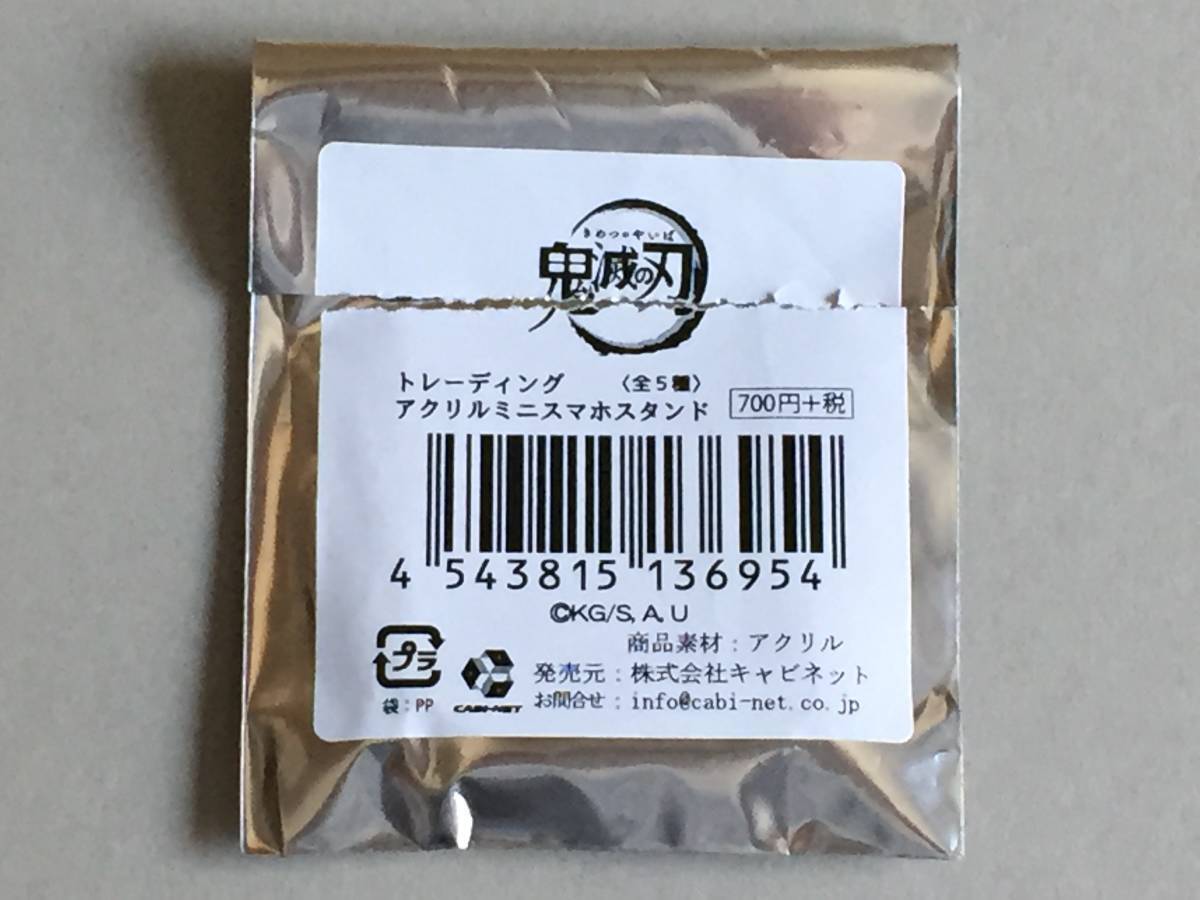 きめつのやいば
鬼滅の刃
トレーディング 〈全5種〉
アクリルミニスマホスタンド 700円+税
4 543815 136954
©KG/S,A,U
商品素材：アクリル
プラ
発売元：株式会社キャビネット
袋：PP CABI-NET お問合せ：info@cabi-net.co.jp